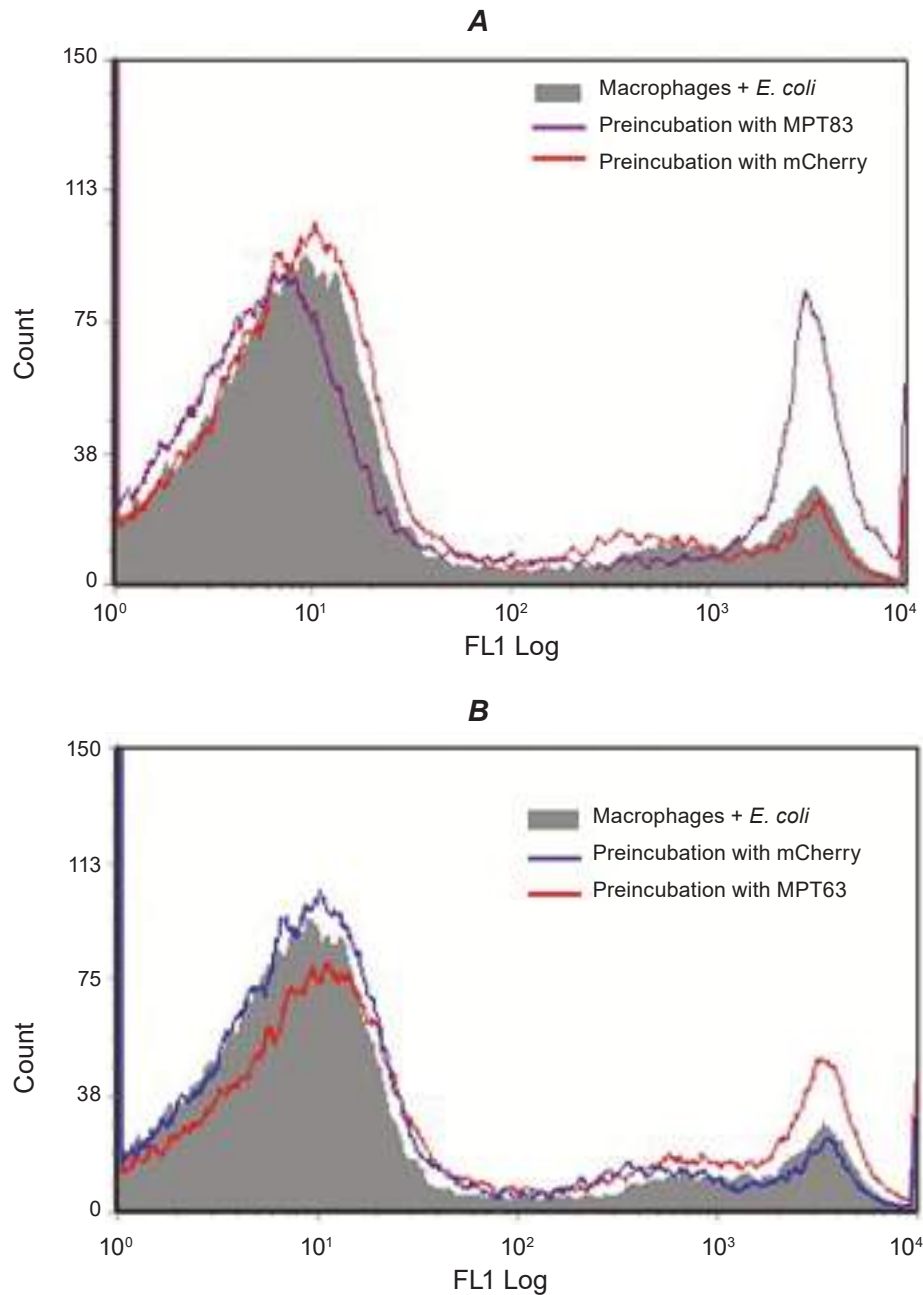 A
150
Macrophages + E. coli
Preincubation with MPT83
Preincubation with mCherry
113
75
Count
38
0
10⁰ 10¹ 10² 10³ 10⁴
FL1 Log
B
150
Macrophages + E. coli
Preincubation with mCherry
Preincubation with MPT63
113
75
Count
38
0
10⁰ 10¹ 10² 10³ 10⁴
FL1 Log